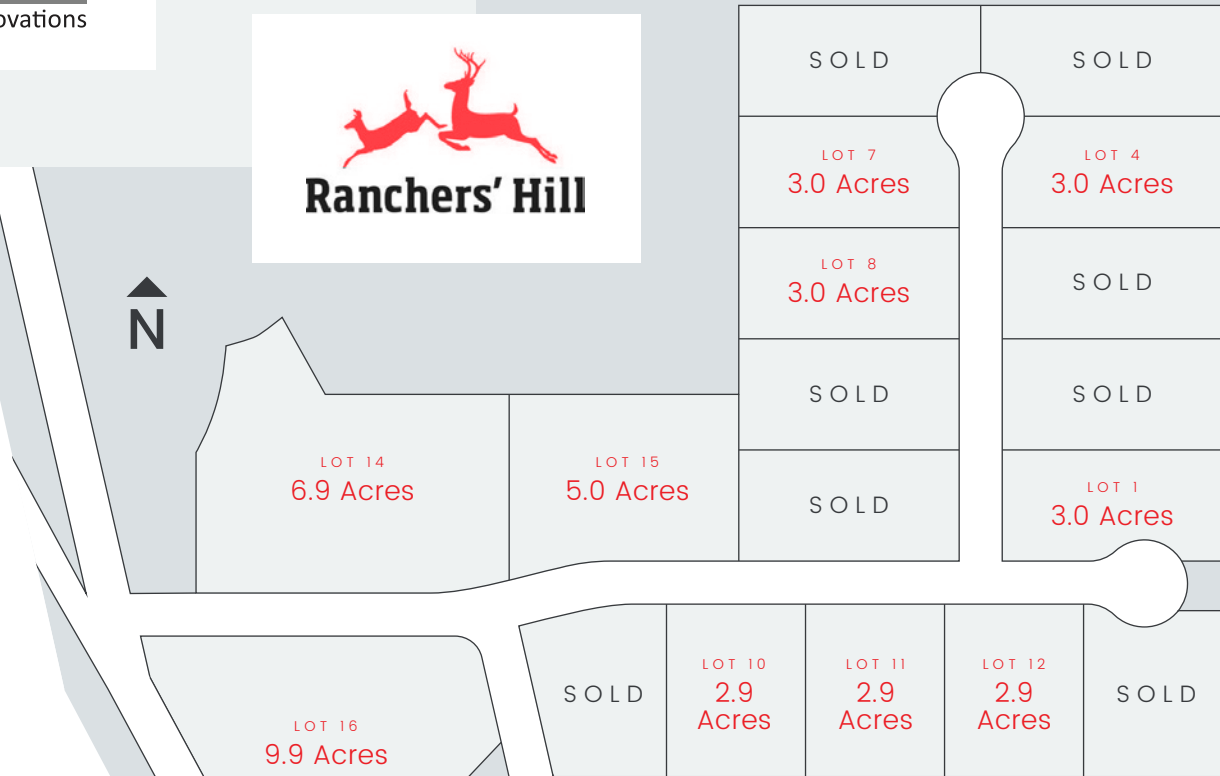 Ranchers’ Hill
N
SOLD
SOLD
LOT 7
3.0 Acres
LOT 4
3.0 Acres
LOT 8
3.0 Acres
SOLD
SOLD
SOLD
LOT 14
6.9 Acres
LOT 15
5.0 Acres
SOLD
LOT 1
3.0 Acres
SOLD
LOT 10
2.9
Acres
LOT 11
2.9
Acres
LOT 12
2.9
Acres
SOLD
LOT 16
9.9 Acres